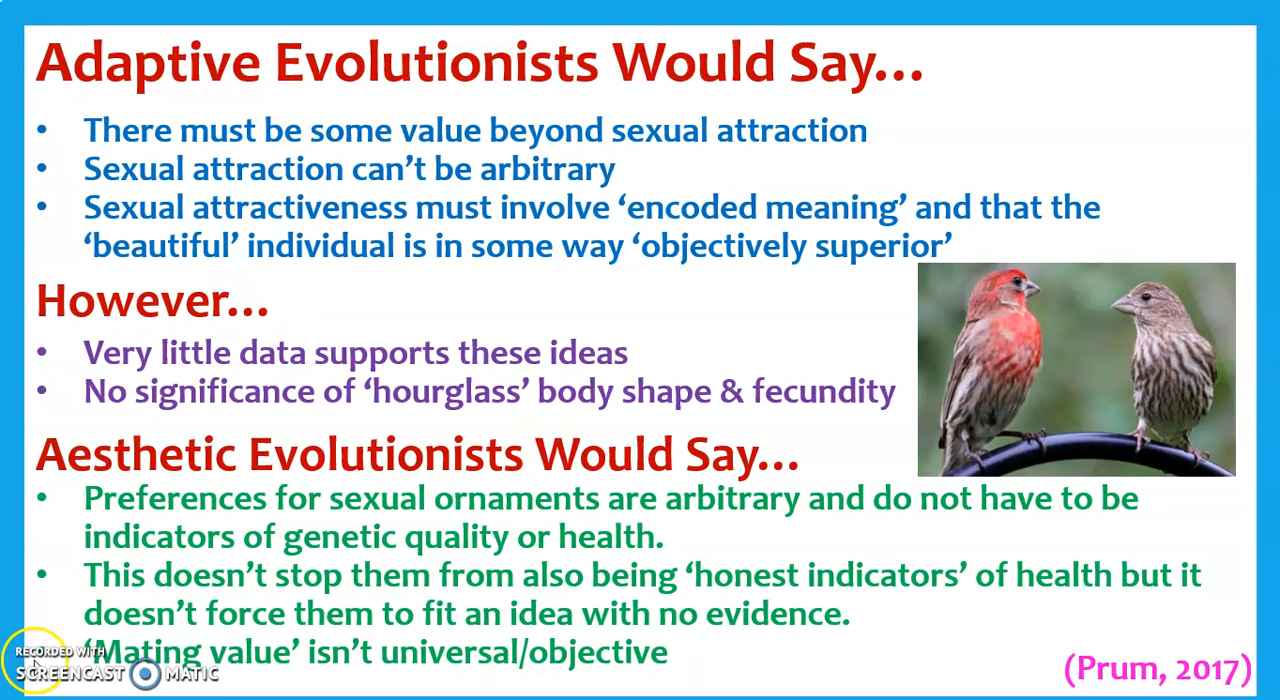 Adaptive Evolutionists Would Say...
• There must be some value beyond sexual attraction
• Sexual attraction can’t be arbitrary
• Sexual attractiveness must involve ‘encoded meaning’ and that the
‘beautiful’ individual is in some way ‘objectively superior’
However...
• Very little data supports these ideas
• No significance of ‘hourglass’ body shape & fecundity
Aesthetic Evolutionists Would Say...
• Preferences for sexual ornaments are arbitrary and do not have to be
indicators of genetic quality or health.
• This doesn’t stop them from also being ‘honest indicators’ of health but it
doesn’t force them to fit an idea with no evidence.
‘Mating value’ isn’t universal/objective
(Prum, 2017)
RECORDED WITH
SCREENCAST MATIC